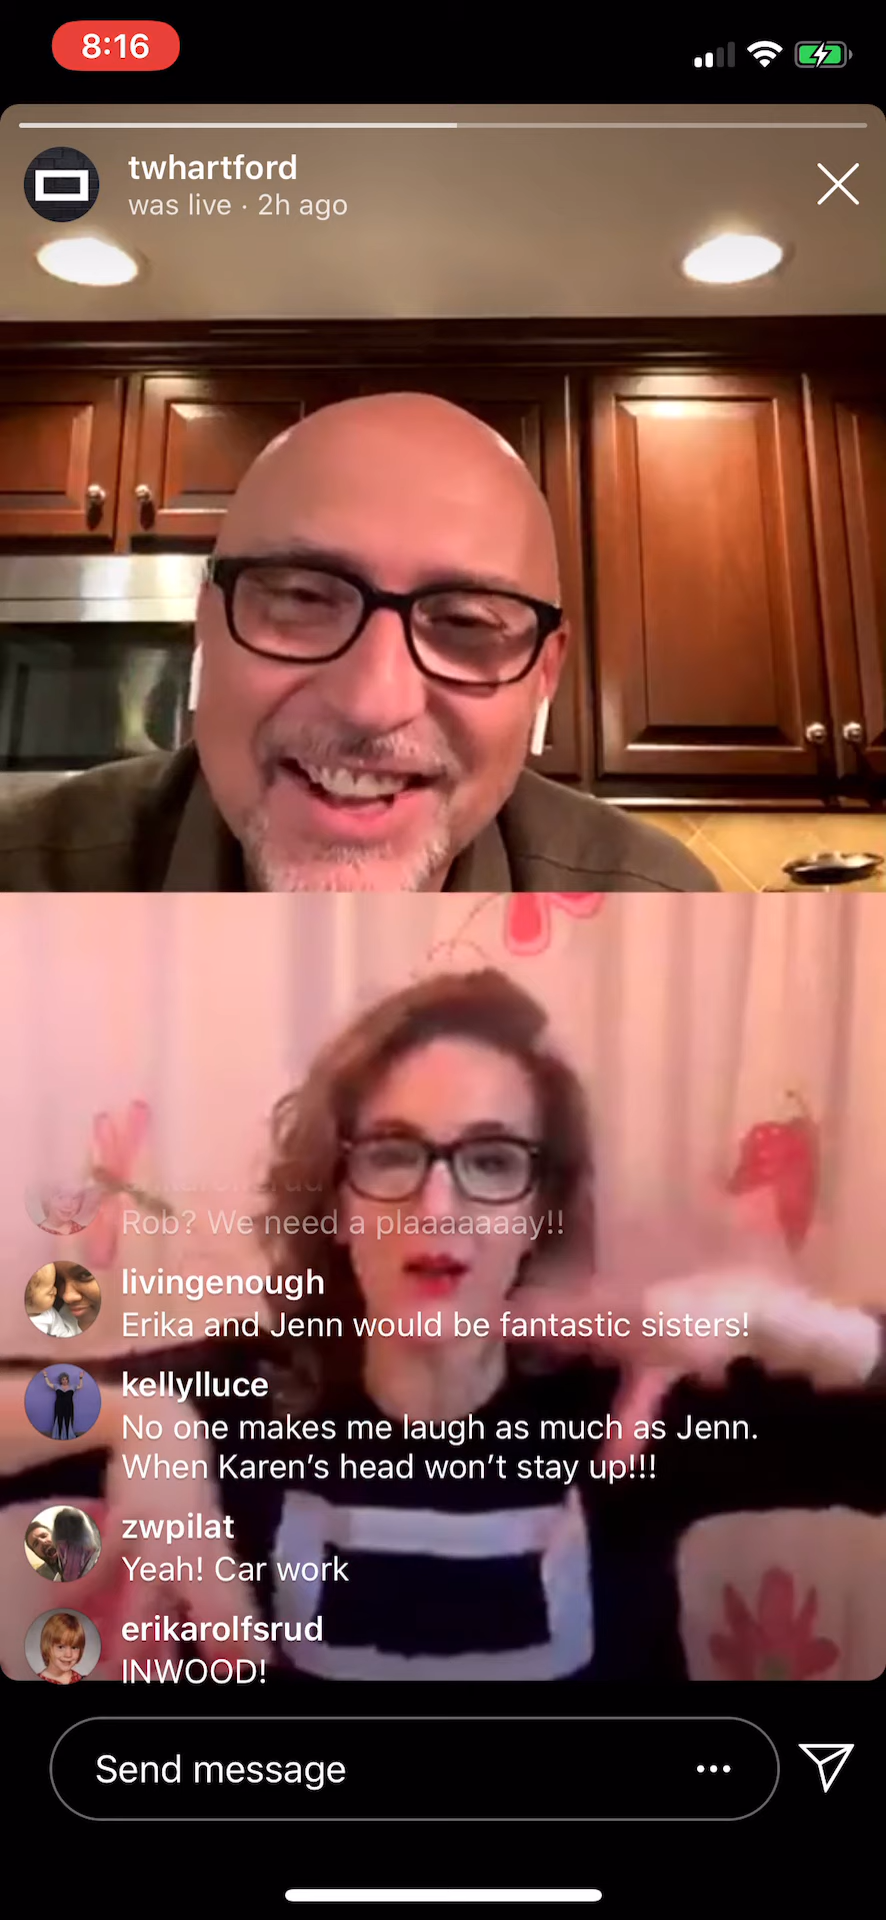 8:16
twhartford
was live · 2h ago
Rob? We need a plaaaaaaay!!
livingenough
Erika and Jenn would be fantastic sisters!
kellylluce
No one makes me laugh as much as Jenn.
When Karen’s head won’t stay up!!!
zwpilat
Yeah! Car work
erikarolfsrud
INWOOD!
Send message